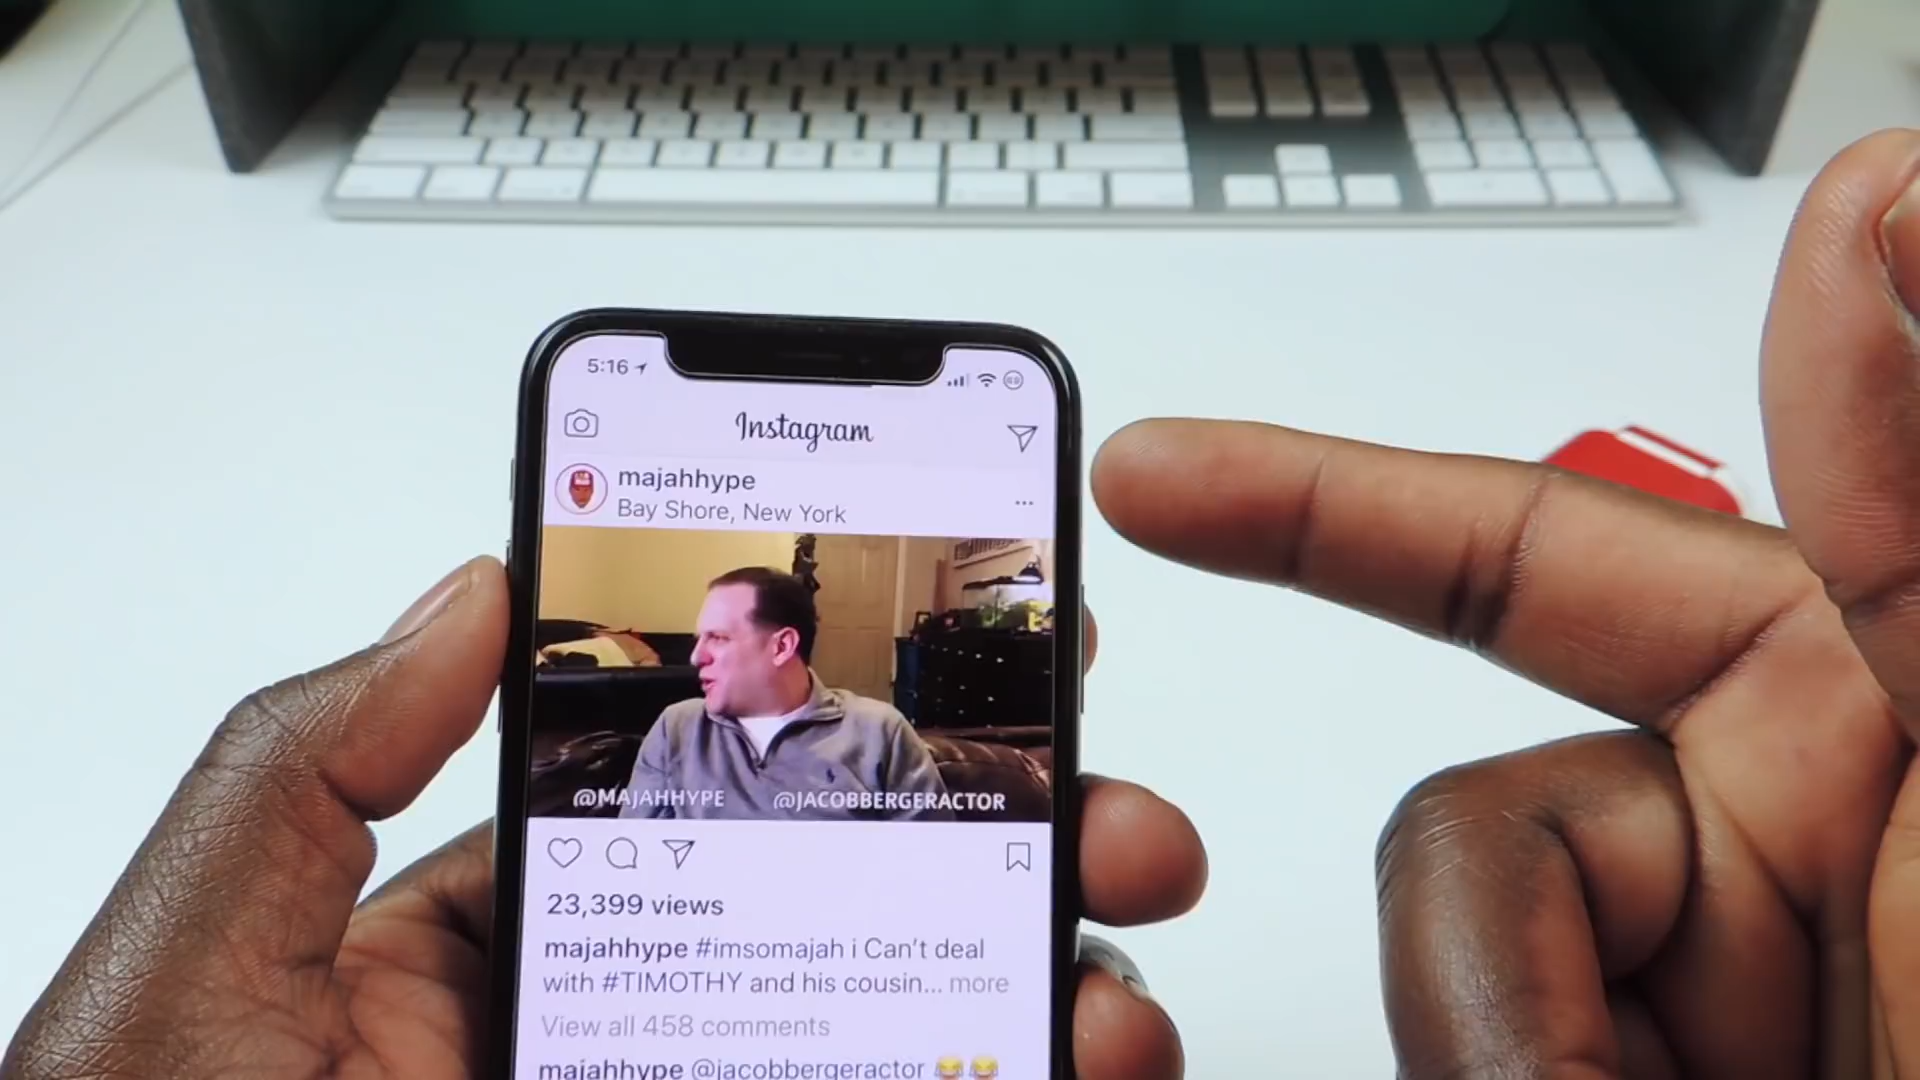 5:16
Instagram
majahhype
Bay Shore, New York
@MAJAHHYPE @JACOBBERGERACTOR
23,399 views
majahhype #imsomajah i Can't deal
with #TIMOTHY and his cousin... more
View all 458 comments
majahhype @jacobbergeractor 😂😂